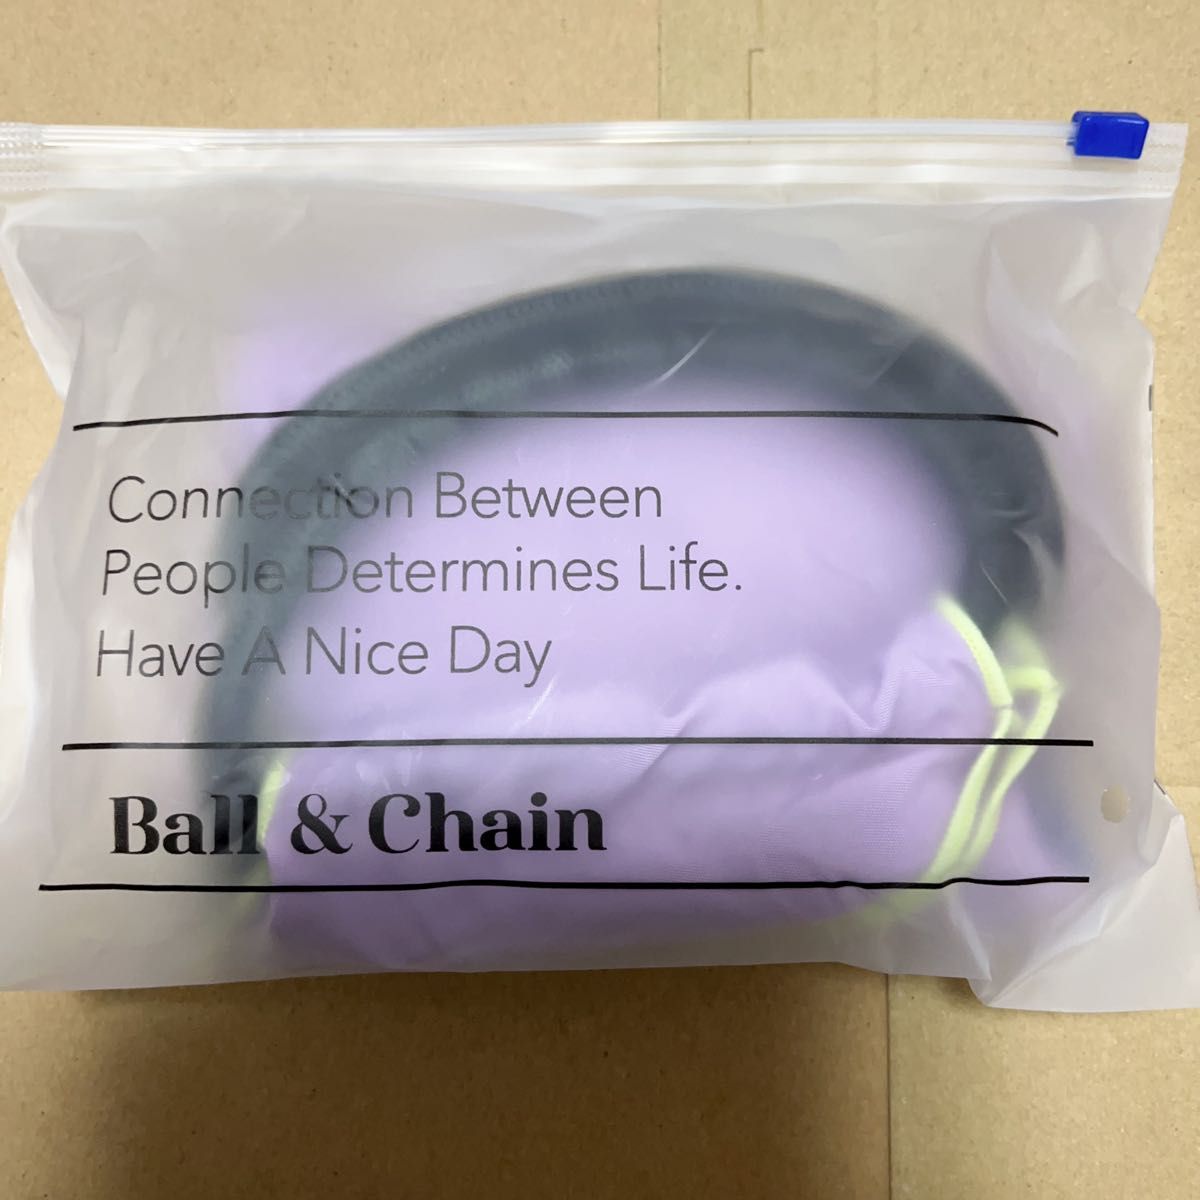 Connection Between
People Determines Life.
Have A Nice Day
Ball & Chain